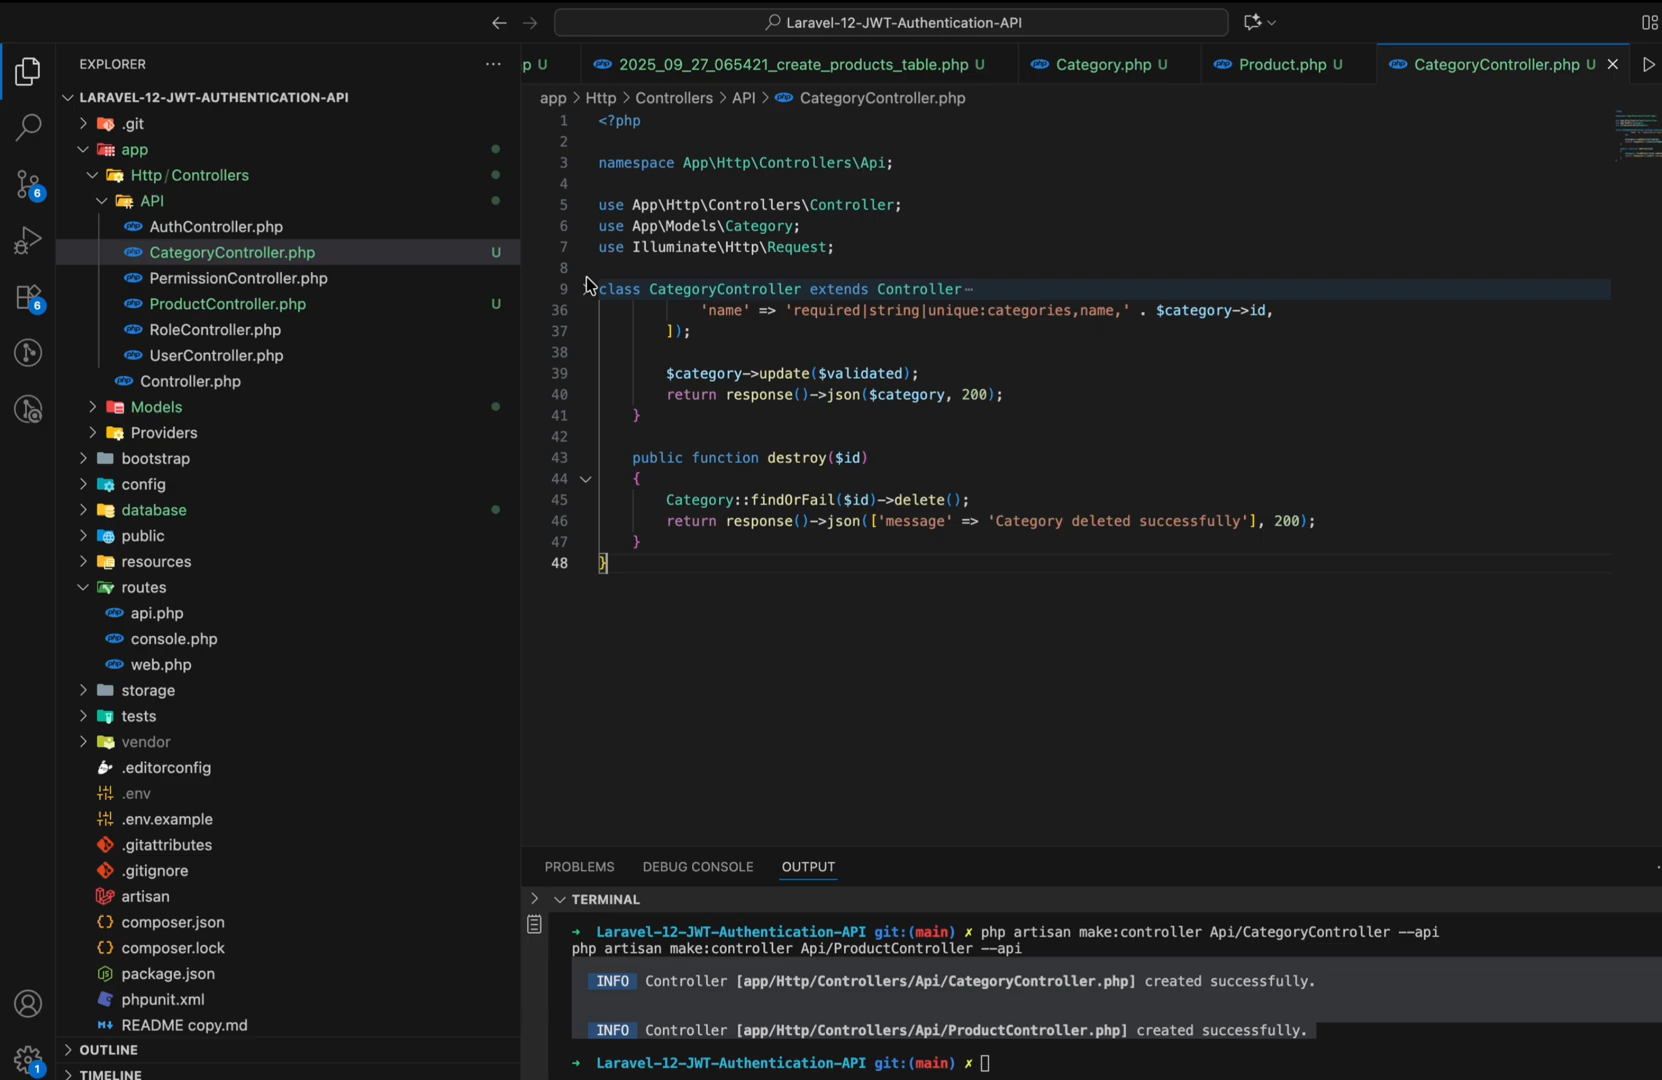 Laravel-12-JWT-Authentication-API
EXPLORER
LARAVEL-12-JWT-AUTHENTICATION-API
.git
app
Http / Controllers
API
AuthController.php
CategoryController.php U
PermissionController.php
ProductController.php U
RoleController.php
UserController.php
Controller.php
Models
Providers
bootstrap
config
database
public
resources
routes
api.php
console.php
web.php
storage
tests
vendor
.editorconfig
.env
.env.example
.gitattributes
.gitignore
artisan
composer.json
composer.lock
package.json
phpunit.xml
README copy.md
OUTLINE
TIMELINE
6
6
1
p U 2025_09_27_065421_create_products_table.php U Category.php U Product.php U CategoryController.php U
app > Http > Controllers > API > CategoryController.php
1 <?php
2
3 namespace App\Http\Controllers\Api;
4
5 use App\Http\Controllers\Controller;
6 use App\Models\Category;
7 use Illuminate\Http\Request;
8
9 class CategoryController extends Controller…
36 'name' => 'required|string|unique:categories,name,' . $category->id,
37 ]);
38
39 $category->update($validated);
40 return response()->json($category, 200);
41 }
42
43 public function destroy($id)
44 {
45 Category::findOrFail($id)->delete();
46 return response()->json(['message' => 'Category deleted successfully'], 200);
47 }
48 }
PROBLEMS DEBUG CONSOLE OUTPUT
TERMINAL
→ Laravel-12-JWT-Authentication-API git:(main) ✗ php artisan make:controller Api/CategoryController --api
php artisan make:controller Api/ProductController --api
INFO Controller [app/Http/Controllers/Api/CategoryController.php] created successfully.
INFO Controller [app/Http/Controllers/Api/ProductController.php] created successfully.
→ Laravel-12-JWT-Authentication-API git:(main) ✗